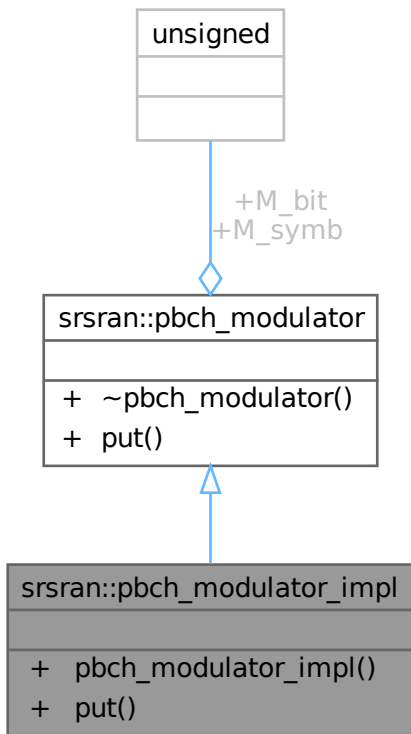 unsigned
+M_bit
+M_symb
srsran::pbch_modulator
+ ~pbch_modulator()
+ put()
srsran::pbch_modulator_impl
+ pbch_modulator_impl()
+ put()